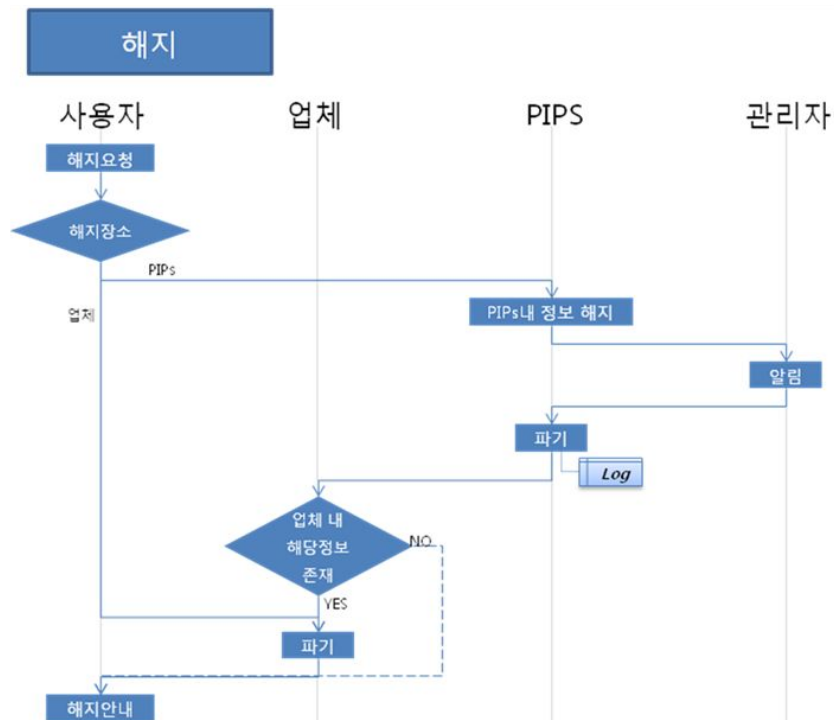 해지
사용자 업체 PIPS 관리자
해지요청
해지장소
PIPs
업체
PIPs내 정보 해지
알림
파기
Log
업체 내
해당정보
존재
NO
YES
파기
해지안내